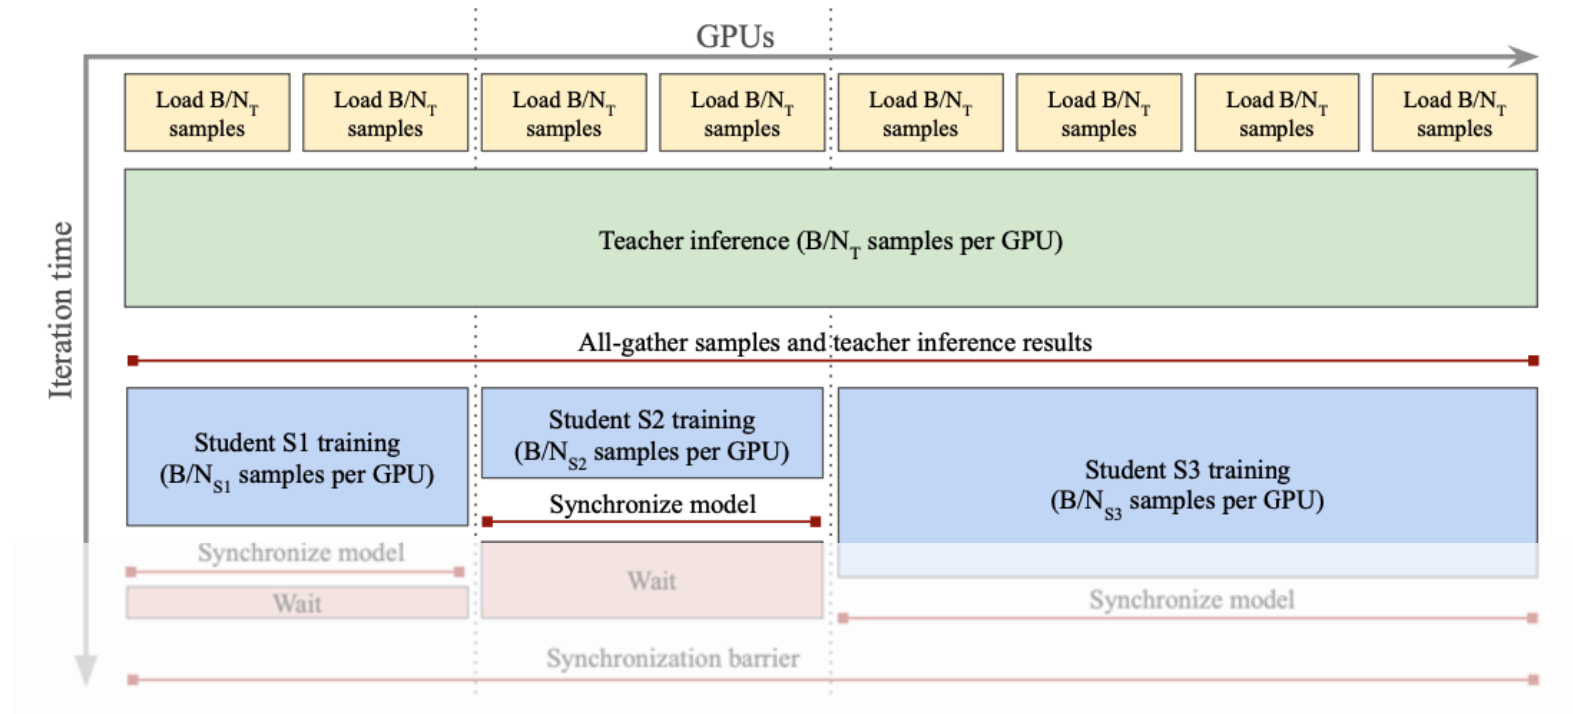 GPUs
Load B/N_T
samples
Load B/N_T
samples
Load B/N_T
samples
Load B/N_T
samples
Load B/N_T
samples
Load B/N_T
samples
Load B/N_T
samples
Load B/N_T
samples
Iteration time
Teacher inference (B/N_T samples per GPU)
All-gather samples and teacher inference results
Student S1 training
(B/N_S1 samples per GPU)
Student S2 training
(B/N_S2 samples per GPU)
Student S3 training
(B/N_S3 samples per GPU)
Synchronize model
Synchronize model
Wait
Wait
Synchronize model
Synchronization barrier